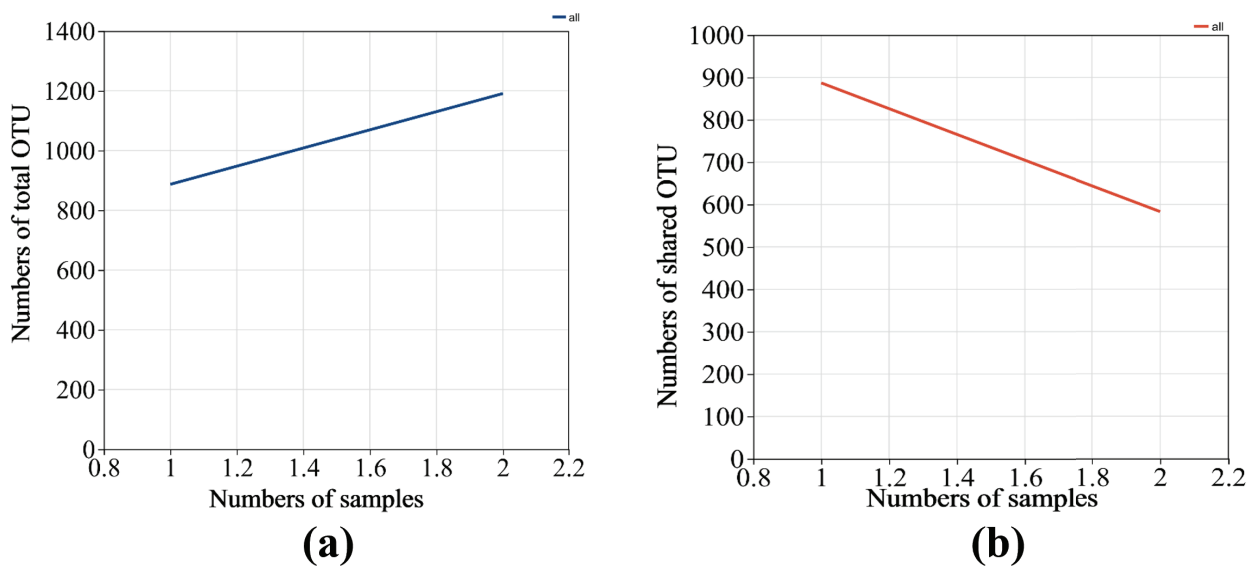 all
1400
1200
1000
800
600
400
200
0
0.8 1 1.2 1.4 1.6 1.8 2 2.2
Numbers of total OTU
Numbers of samples
(a)
all
1000
900
800
700
600
500
400
300
200
100
0
0.8 1 1.2 1.4 1.6 1.8 2 2.2
Numbers of shared OTU
Numbers of samples
(b)